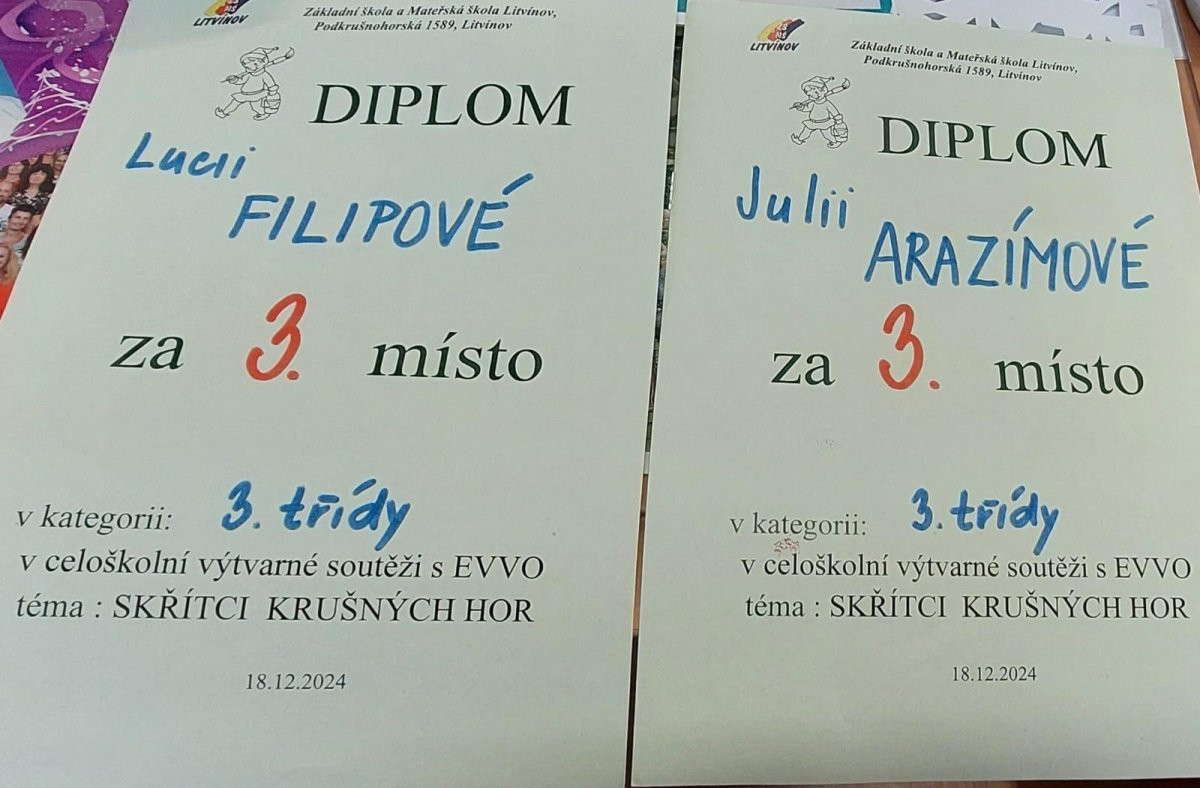 LITVÍNOV
Základní škola a Mateřská škola Litvínov,
Podkrušnohorská 1589, Litvínov
DIPLOM
Lucii
FILIPOVÉ
za 3. místo
v kategorii: 3. třídy
v celoškolní výtvarné soutěži s EVVO
téma : SKŘÍTCI KRUŠNÝCH HOR
18.12.2024
ZŠ
MŠ
LITVÍNOV
Základní škola a Mateřská škola Litvínov,
Podkrušnohorská 1589, Litvínov
DIPLOM
Julii
ARAZÍMOVÉ
za 3. místo
v kategorii: 3. třídy
v celoškolní výtvarné soutěži s EVVO
téma : SKŘÍTCI KRUŠNÝCH HOR
18.12.2024